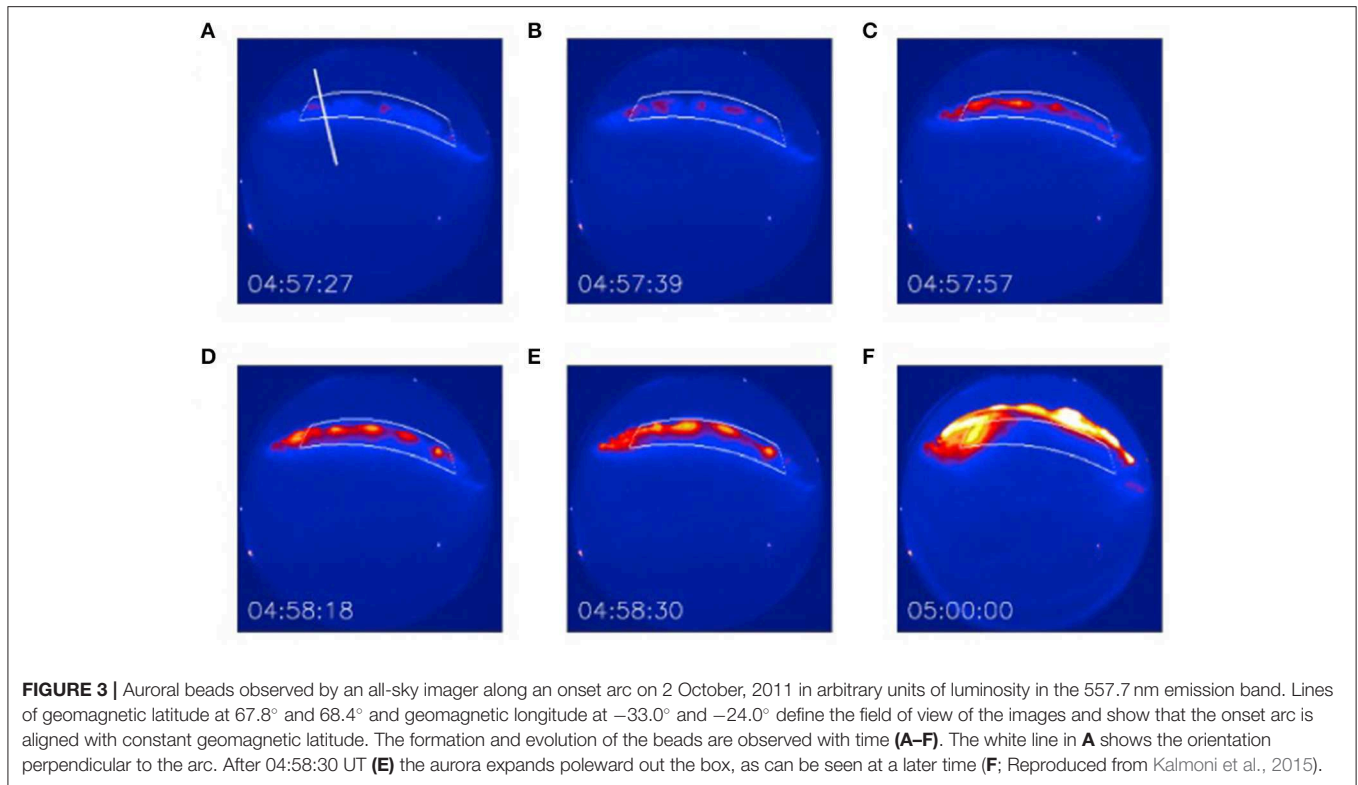 A
B
C
04:57:27
04:57:39
04:57:57
D
E
F
04:58:18
04:58:30
05:00:00
FIGURE 3 | Auroral beads observed by an all-sky imager along an onset arc on 2 October, 2011 in arbitrary units of luminosity in the 557.7 nm emission band. Lines
of geomagnetic latitude at 67.8° and 68.4° and geomagnetic longitude at −33.0° and −24.0° define the field of view of the images and show that the onset arc is
aligned with constant geomagnetic latitude. The formation and evolution of the beads are observed with time (A–F). The white line in A shows the orientation
perpendicular to the arc. After 04:58:30 UT (E) the aurora expands poleward out the box, as can be seen at a later time (F; Reproduced from Kalmoni et al., 2015).